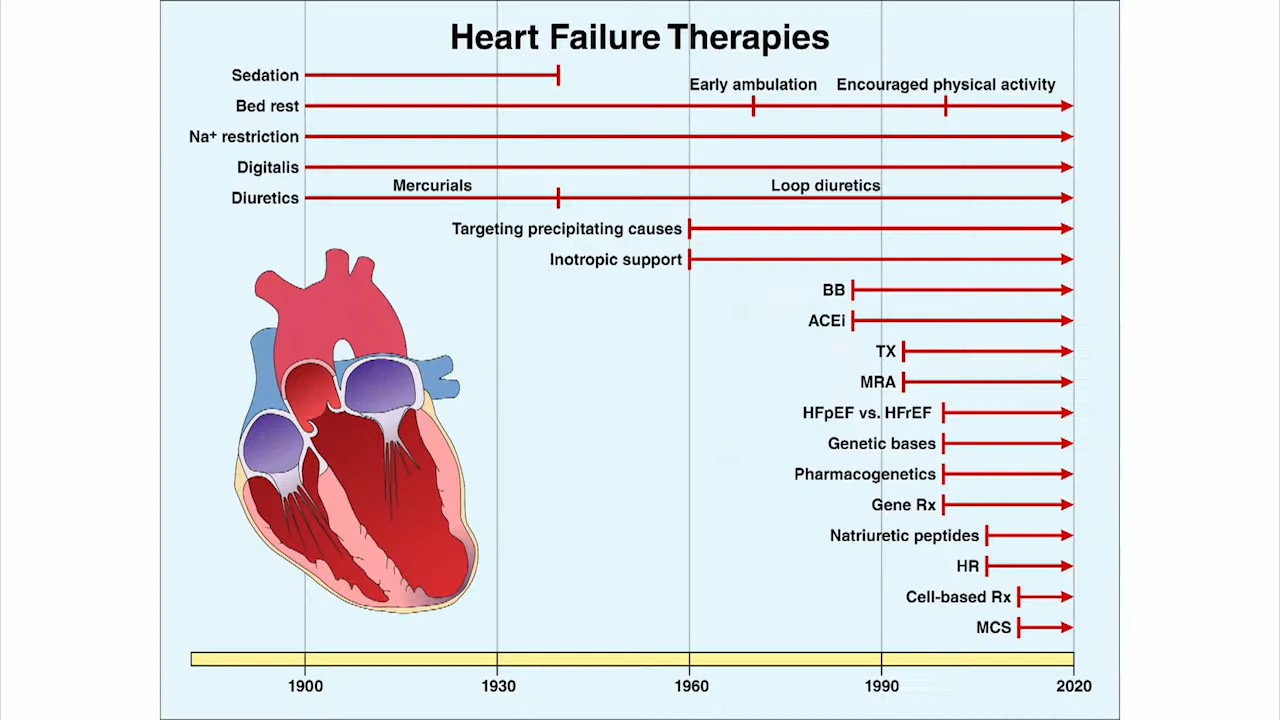 Heart Failure Therapies
Sedation
Early ambulation
Encouraged physical activity
Bed rest
Na⁺ restriction
Digitalis
Mercurials
Loop diuretics
Diuretics
Targeting precipitating causes
Inotropic support
BB
ACEi
TX
MRA
HFpEF vs. HFrEF
Genetic bases
Pharmacogenetics
Gene Rx
Natriuretic peptides
HR
Cell-based Rx
MCS
1900 1930 1960 1990 2020